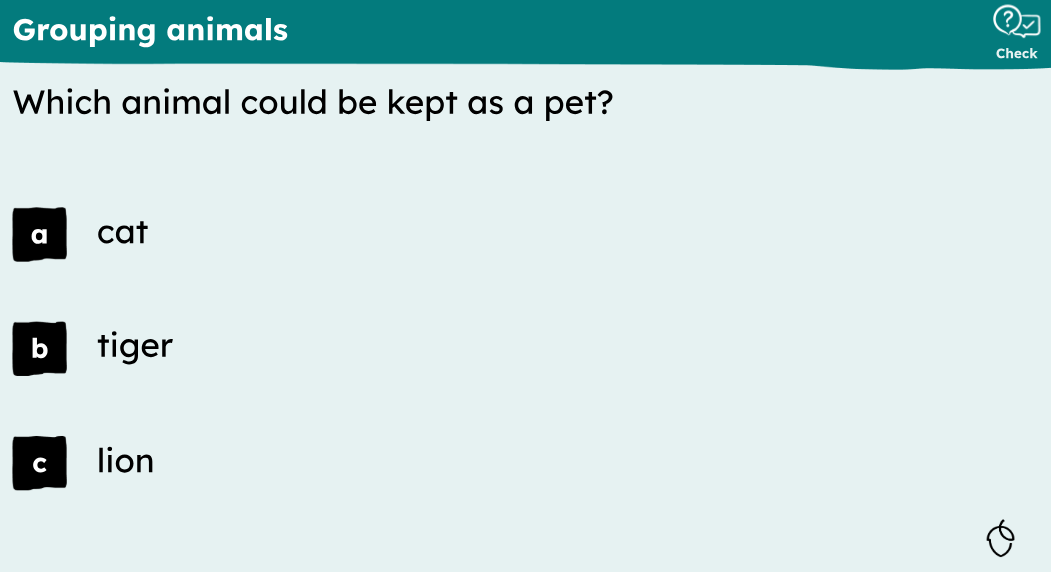 Grouping animals
Check
Which animal could be kept as a pet?
a cat
b tiger
c lion